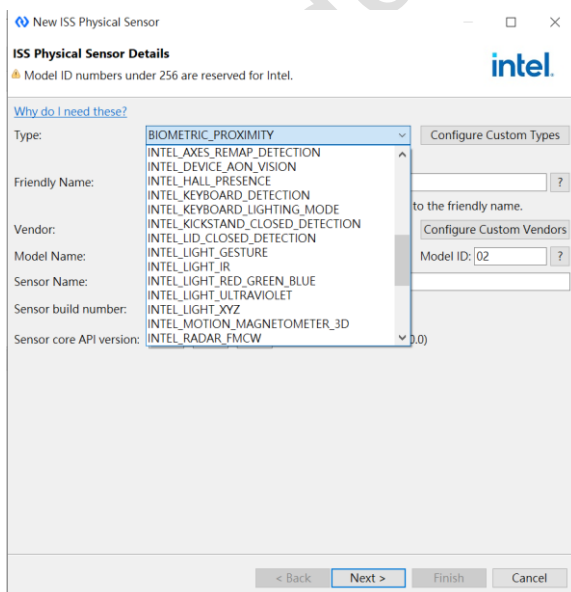 New ISS Physical Sensor
ISS Physical Sensor Details
Model ID numbers under 256 are reserved for Intel.
intel.
Why do I need these?
Type:
BIOMETRIC_PROXIMITY
Configure Custom Types
INTEL_AXES_REMAP_DETECTION
INTEL_DEVICE_AON_VISION
INTEL_HALL_PRESENCE
INTEL_KEYBOARD_DETECTION
INTEL_KEYBOARD_LIGHTING_MODE
INTEL_KICKSTAND_CLOSED_DETECTION
INTEL_LID_CLOSED_DETECTION
INTEL_LIGHT_GESTURE
INTEL_LIGHT_IR
INTEL_LIGHT_RED_GREEN_BLUE
INTEL_LIGHT_ULTRAVIOLET
INTEL_LIGHT_XYZ
INTEL_MOTION_MAGNETOMETER_3D
INTEL_RADAR_FMCW
Friendly Name:
?
to the friendly name.
Vendor:
Configure Custom Vendors
Model Name:
Model ID: 02
?
Sensor Name:
Sensor build number:
Sensor core API version:
0.0)
< Back
Next >
Finish
Cancel